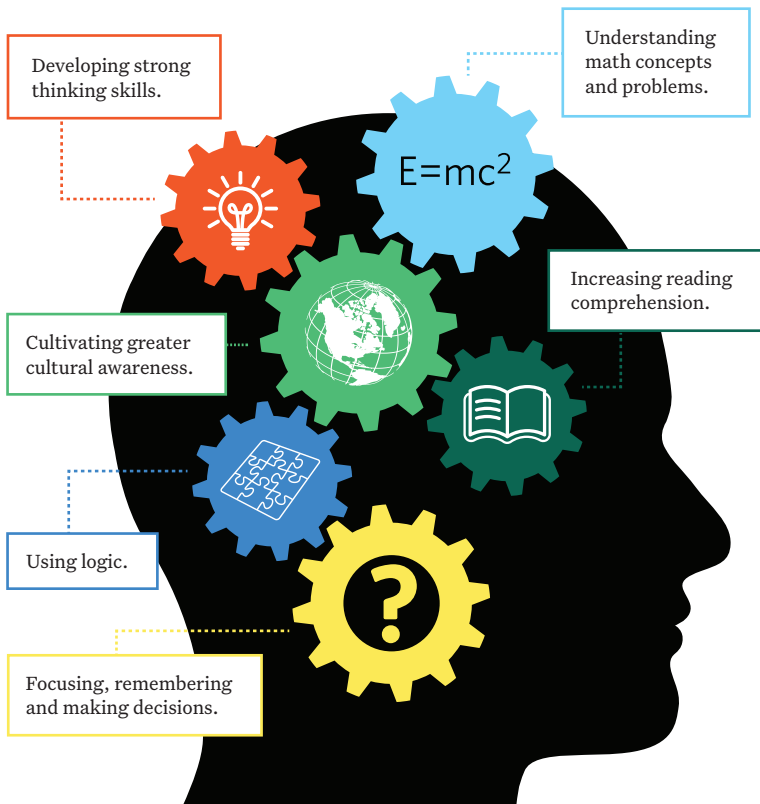 Developing strong
thinking skills.
Understanding
math concepts
and problems.
E=mc²
Increasing reading
comprehension.
Cultivating greater
cultural awareness.
Using logic.
?
Focusing, remembering
and making decisions.